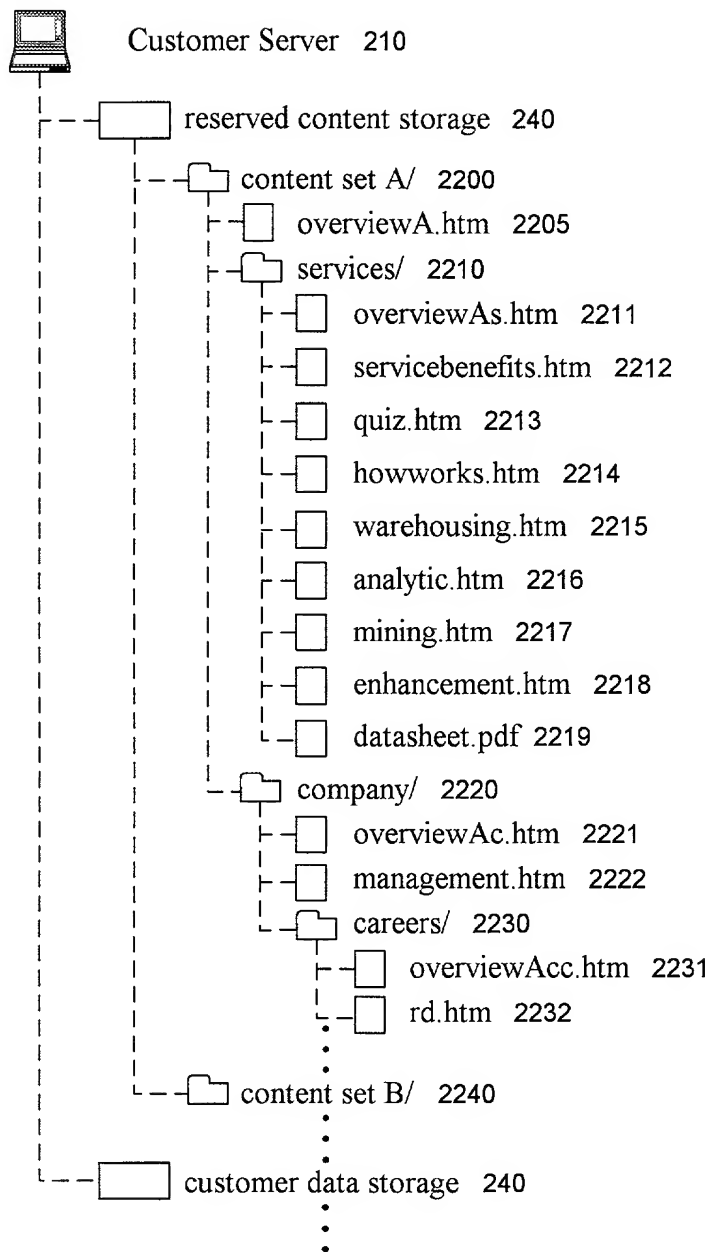 Customer Server 210
reserved content storage 240
content set A/ 2200
overviewA.htm 2205
services/ 2210
overviewAs.htm 2211
servicebenefits.htm 2212
quiz.htm 2213
howworks.htm 2214
warehousing.htm 2215
analytic.htm 2216
mining.htm 2217
enhancement.htm 2218
datasheet.pdf 2219
company/ 2220
overviewAc.htm 2221
management.htm 2222
careers/ 2230
overviewAcc.htm 2231
rd.htm 2232
content set B/ 2240
customer data storage 240